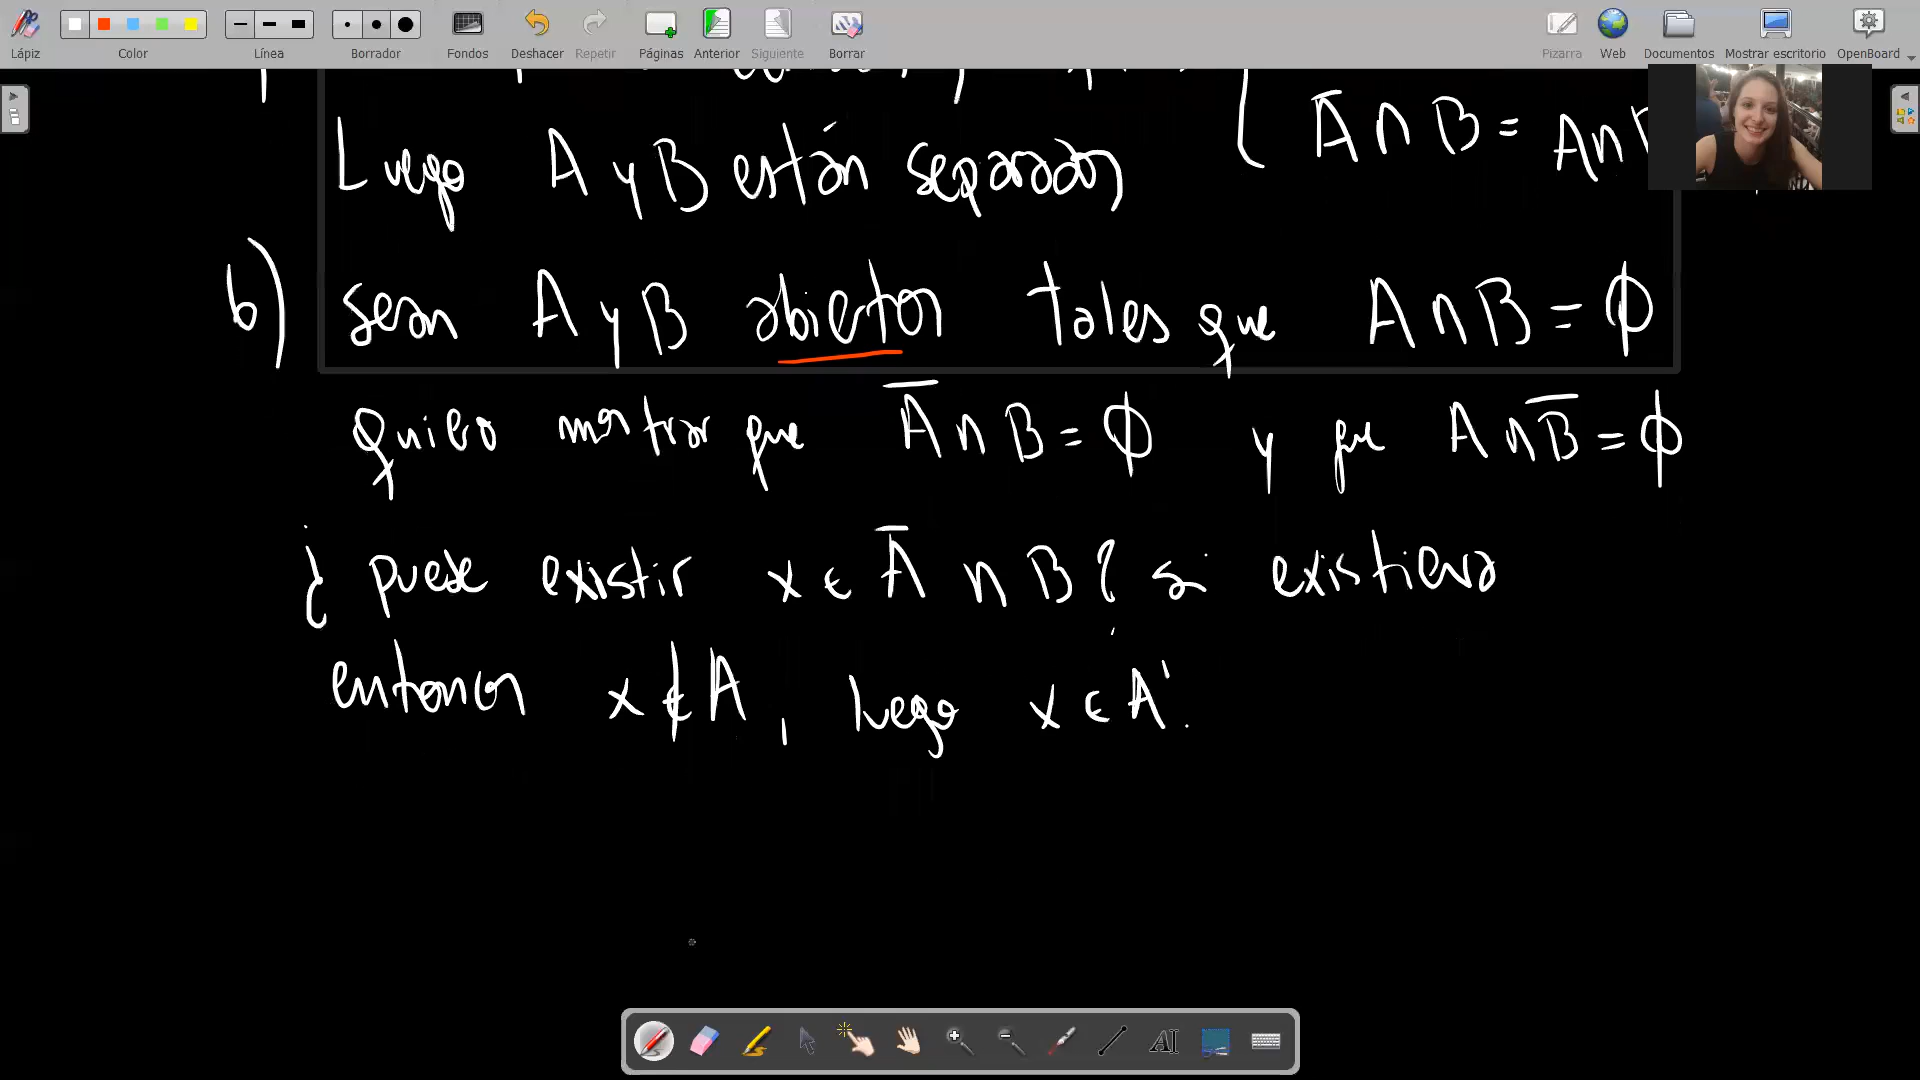 Lápiz Color Línea Borrador Fondos Deshacer Repetir Páginas Anterior Siguiente Borrar Pizarra Web Documentos Mostrar escritorio OpenBoard
A̅ ∩ B = A ∩
Luego A y B están separados
b) sean A y B abiertos tales que A ∩ B = ϕ
Quiero mostrar que A̅ ∩ B = ϕ y que A ∩ B̅ = ϕ
¿ puede existir x ∈ A̅ ∩ B ? si existiera
entonces x ∉ A , luego x ∈ A'.